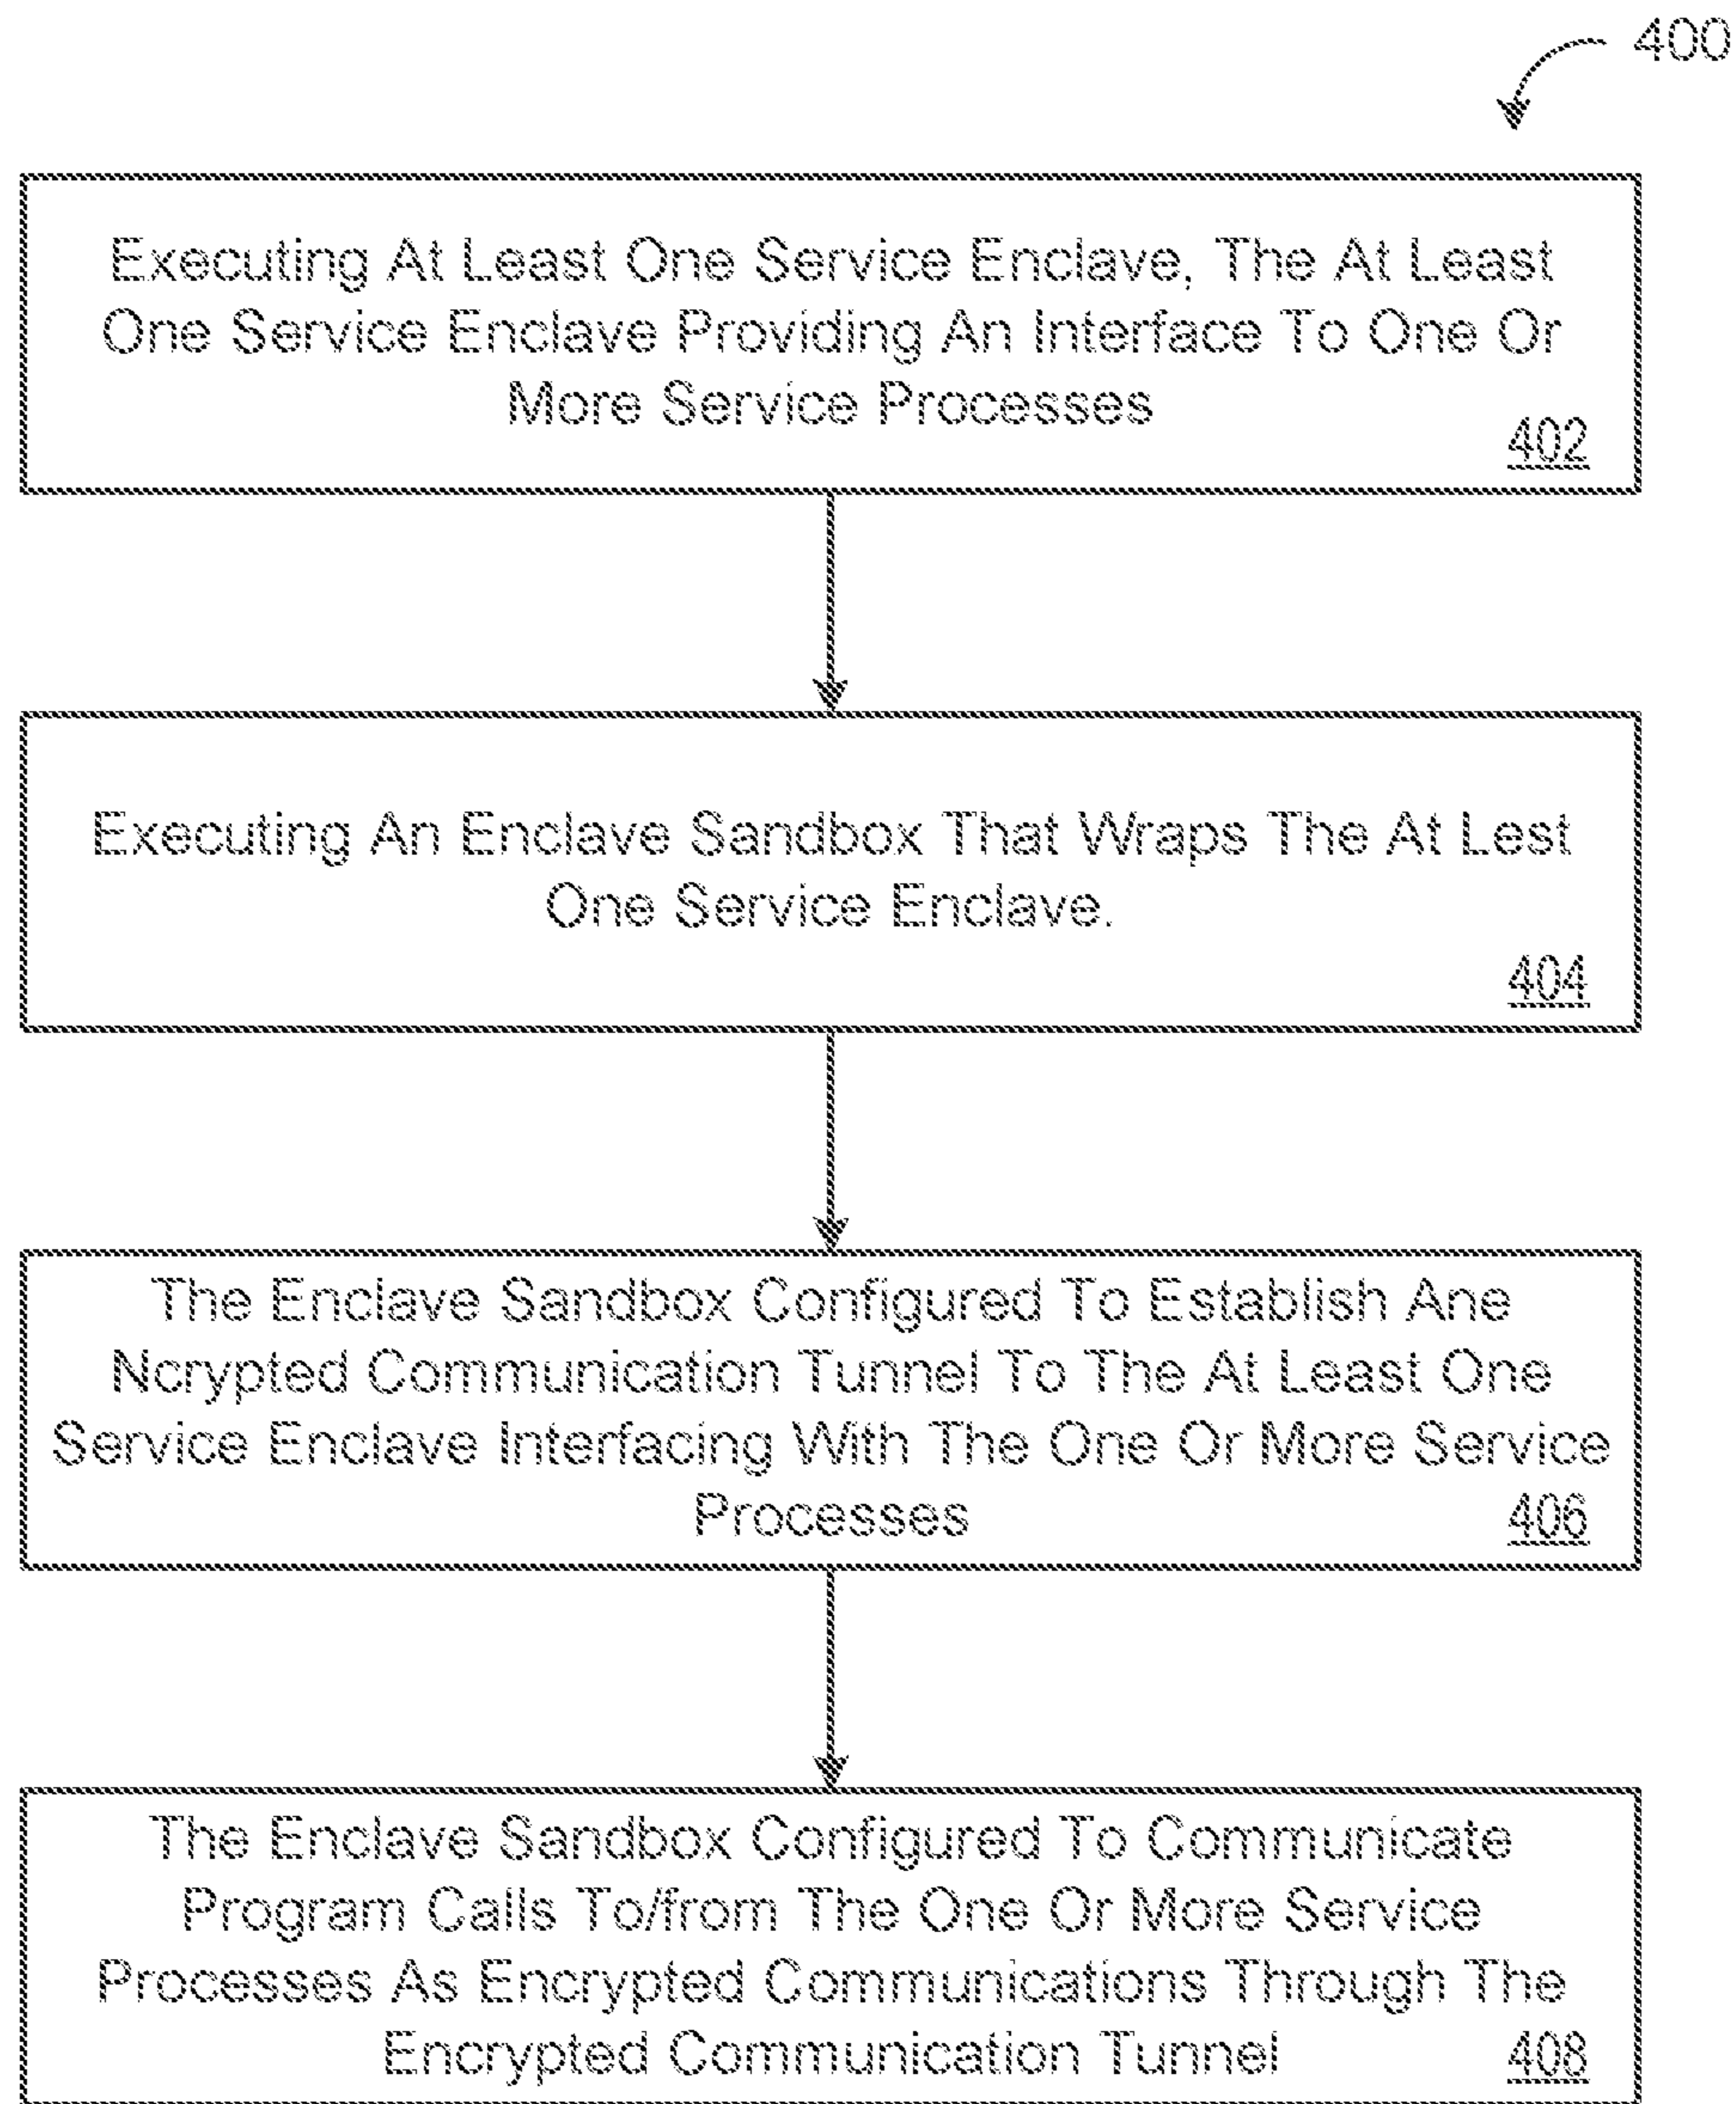 400
Executing At Least One Service Enclave, The At Least
One Service Enclave Providing An Interface To One Or
More Service Processes
402
Executing An Enclave Sandbox That Wraps The At Lest
One Service Enclave.
404
The Enclave Sandbox Configured To Establish Ane
Ncrypted Communication Tunnel To The At Least One
Service Enclave Interfacing With The One Or More Service
Processes
406
The Enclave Sandbox Configured To Communicate
Program Calls To/from The One Or More Service
Processes As Encrypted Communications Through The
Encrypted Communication Tunnel
408